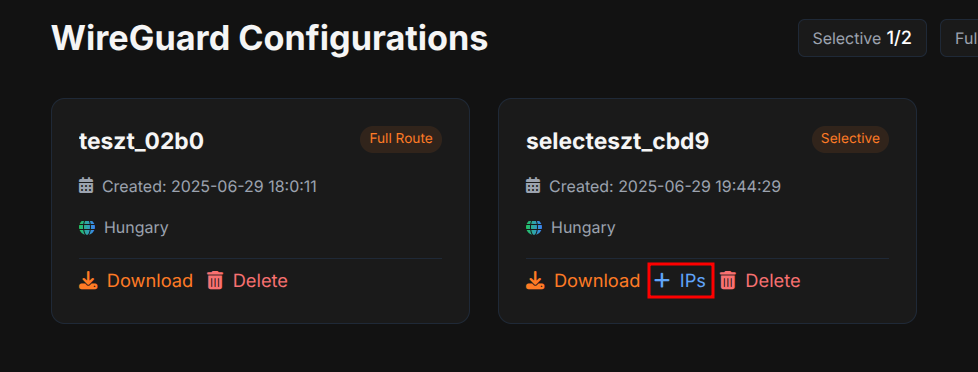 WireGuard Configurations
Selective 1/2
Ful
teszt_02b0
Full Route
Created: 2025-06-29 18:0:11
Hungary
Download
Delete
selecteszt_cbd9
Selective
Created: 2025-06-29 19:44:29
Hungary
Download
+ IPs
Delete